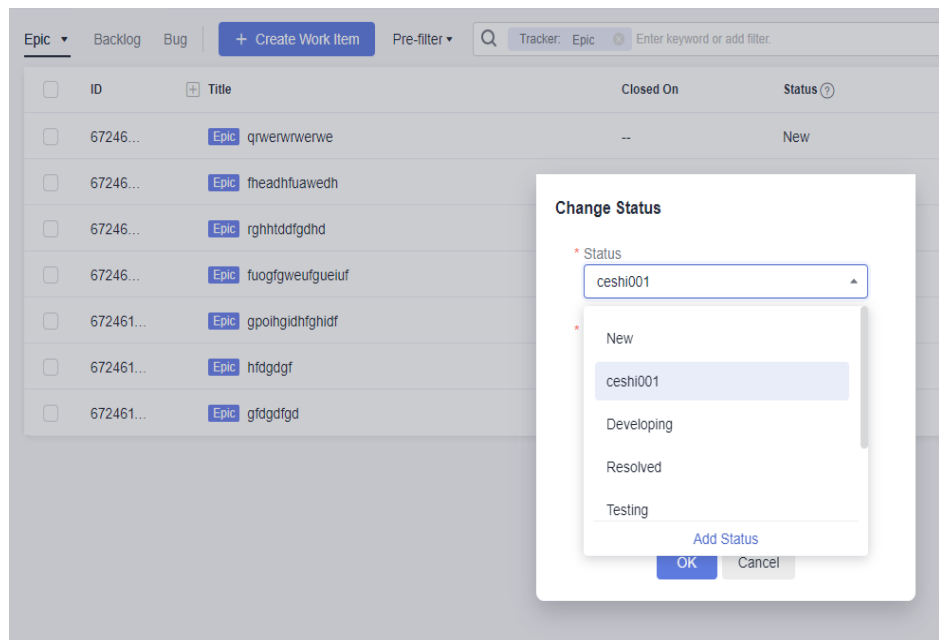 Epic Backlog Bug + Create Work Item Pre-filter Tracker: Epic Enter keyword or add filter.
ID Title Closed On Status ?
67246... Epic qrwerwrwerwe -- New
67246... Epic fheadhfuawedh
67246... Epic rghhtddfgdhd
67246... Epic fuogfgweufgueiuf
672461... Epic gpoihgidhfghidf
672461... Epic hfdgdgf
672461... Epic gfdgdfgd
Change Status
* Status
ceshi001
*
New
ceshi001
Developing
Resolved
Testing
Add Status
OK Cancel